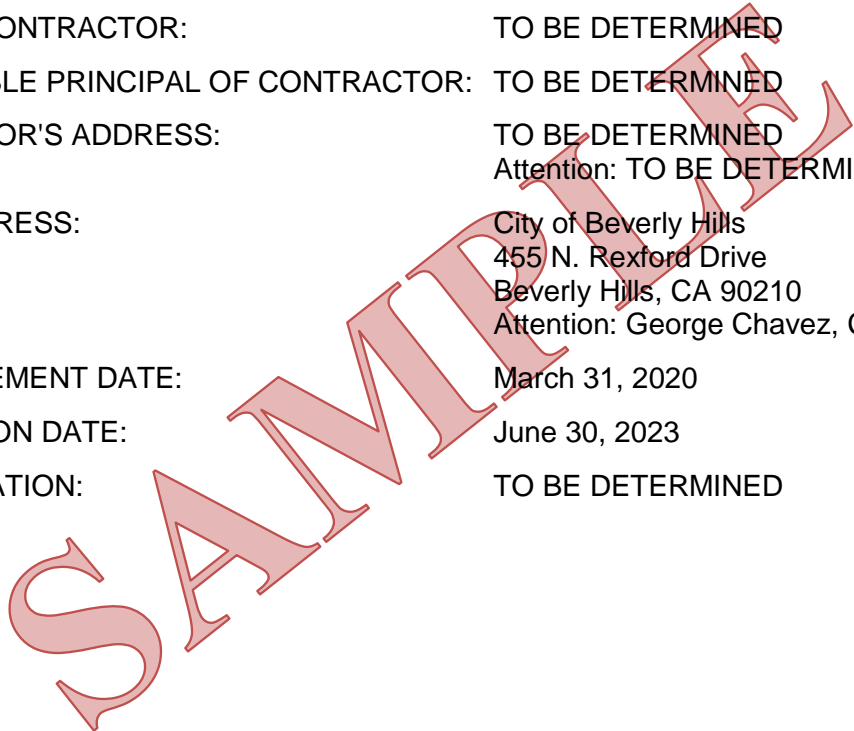 ONTRACTOR: TO BE DETERMINED
BLE PRINCIPAL OF CONTRACTOR: TO BE DETERMINED
OR'S ADDRESS: TO BE DETERMINED
Attention: TO BE DETERMI
RESS: City of Beverly Hills
455 N. Rexford Drive
Beverly Hills, CA 90210
Attention: George Chavez, C
EMENT DATE: March 31, 2020
ON DATE: June 30, 2023
ATION: TO BE DETERMINED
SAMPLE